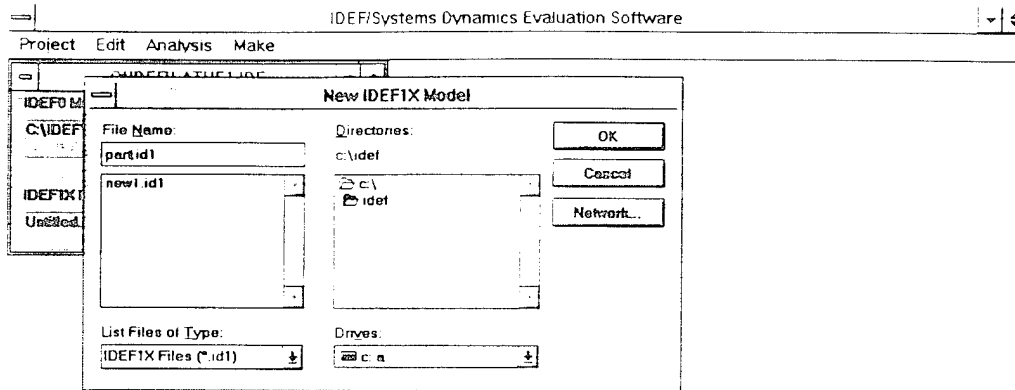 IDEF/Systems Dynamics Evaluation Software
Project Edit Analysis Make
New IDEF1X Model
IDEF0 M
C:\IDEF
IDEF1X
Untitled.
File Name:
part.id1
new1.id1
List Files of Type:
IDEF1X Files (*.id1)
Directories:
c:\idef
c:\
idef
Drives:
c: a
OK
Cancel
Network...